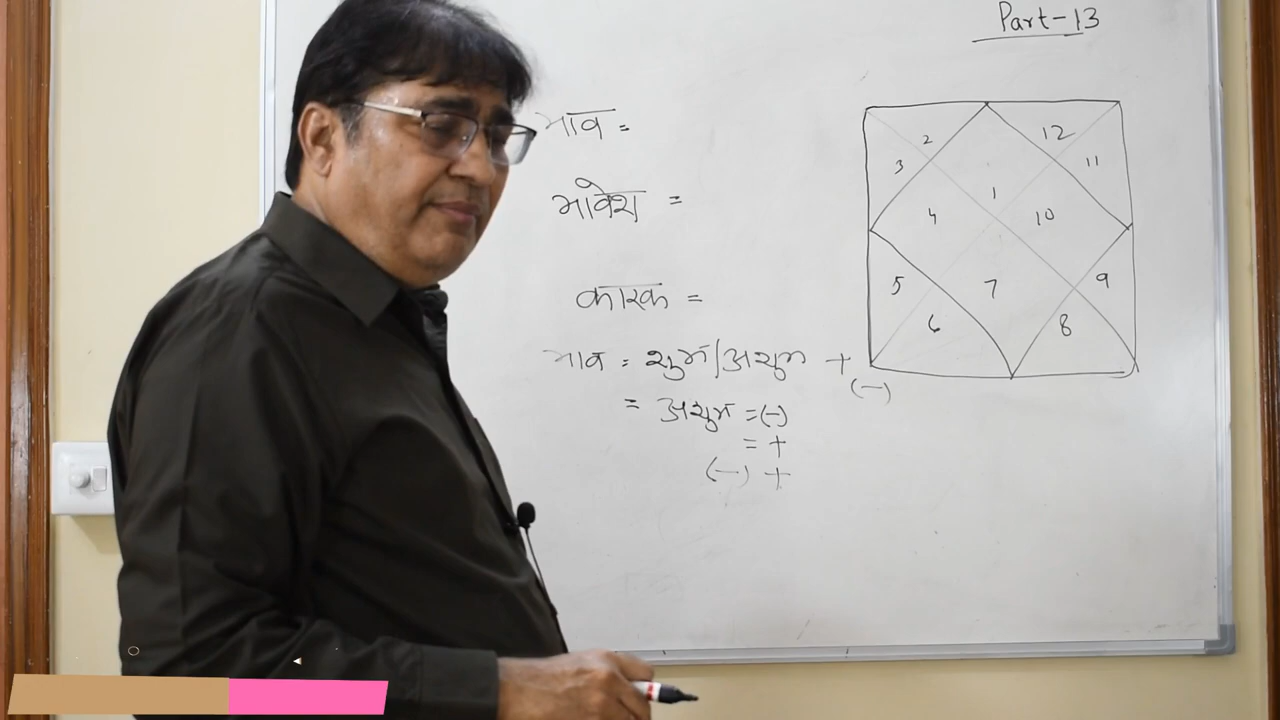 Part-13
भाव =
भावेश =
कारक =
भाव = शुभ/अशुभ + (-)
= अशुभ = (-)
= +
(-) +
2
12
3
11
1
4
10
5
7
9
6
8